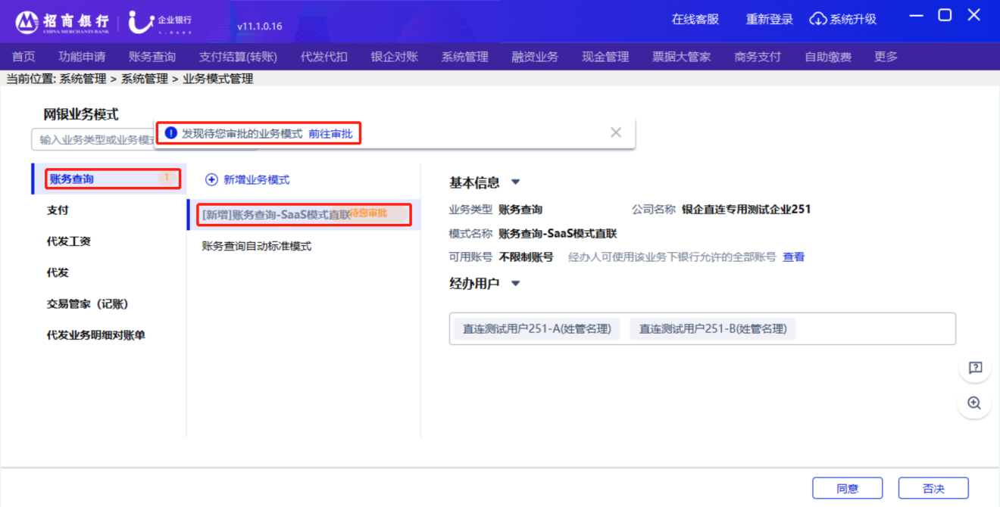 招商银行
CHINA MERCHANTS BANK
企业银行
U-BANK
v11.1.0.16
在线客服
重新登录
系统升级
首页 功能申请 账务查询 支付结算(转账) 代发代扣 银企对账 系统管理 融资业务 现金管理 票据大管家 商务支付 自助缴费 更多
当前位置: 系统管理 > 系统管理 > 业务模式管理
网银业务模式
输入业务类型或业务模式
发现待您审批的业务模式 前往审批
账务查询 1
支付
代发工资
代发
交易管家（记账）
代发业务明细对账单
新增业务模式
[新增]账务查询-SaaS模式直联 待您审批
账务查询自动标准模式
基本信息
业务类型 账务查询 公司名称 银企直连专用测试企业251
模式名称 账务查询-SaaS模式直联
可用账号 不限制账号 经办人可使用该业务下银行允许的全部账号 查看
经办用户
直连测试用户251-A(姓管名理) 直连测试用户251-B(姓管名理)
同意 否决